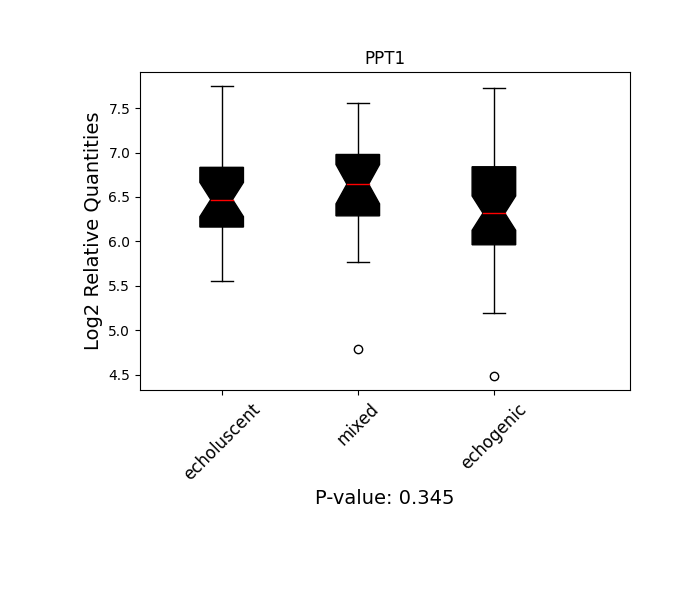 PPT1
Log2 Relative Quantities
7.5
7.0
6.5
6.0
5.5
5.0
4.5
echoluscent
mixed
echogenic
P-value: 0.345